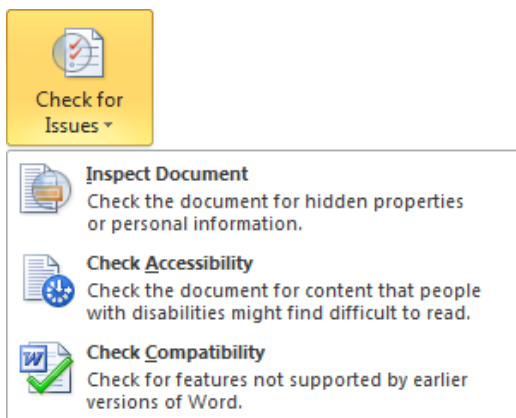 Check for
Issues
Inspect Document
Check the document for hidden properties
or personal information.
Check Accessibility
Check the document for content that people
with disabilities might find difficult to read.
W
Check Compatibility
Check for features not supported by earlier
versions of Word.